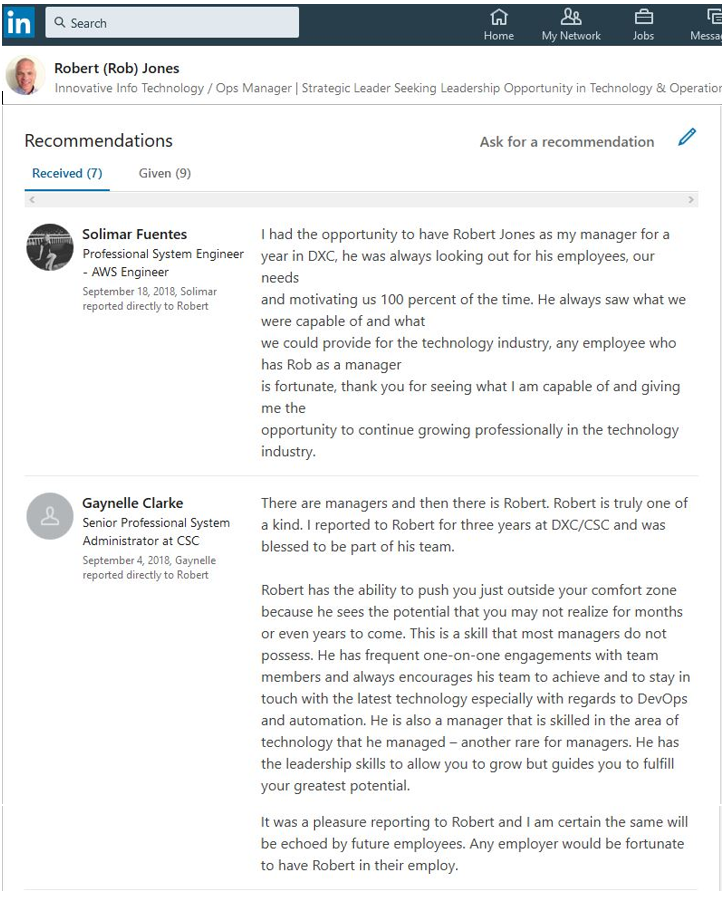 in
Search
Home
My Network
Jobs
Robert (Rob) Jones
Innovative Info Technology / Ops Manager | Strategic Leader Seeking Leadership Opportunity in Technology &
Recommendations
Ask for a recommendation
Received (7)
Given (9)
Solimar Fuentes
Professional System Engineer
- AWS Engineer
September 18, 2018, Solimar
reported directly to Robert
I had the opportunity to have Robert Jones as my manager for a
year in DXC, he was always looking out for his employees, our
needs
and motivating us 100 percent of the time. He always saw what we
were capable of and what
we could provide for the technology industry, any employee who
has Rob as a manager
is fortunate, thank you for seeing what I am capable of and giving
me the
opportunity to continue growing professionally in the technology
industry.
Gaynelle Clarke
Senior Professional System
Administrator at CSC
September 4, 2018, Gaynelle
reported directly to Robert
There are managers and then there is Robert. Robert is truly one of
a kind. I reported to Robert for three years at DXC/CSC and was
blessed to be part of his team.
Robert has the ability to push you just outside your comfort zone
because he sees the potential that you may not realize for months
or even years to come. This is a skill that most managers do not
possess. He has frequent one-on-one engagements with team
members and always encourages his team to achieve and to stay in
touch with the latest technology especially with regards to DevOps
and automation. He is also a manager that is skilled in the area of
technology that he managed – another rare for managers. He has
the leadership skills to allow you to grow but guides you to fulfill
your greatest potential.
It was a pleasure reporting to Robert and I am certain the same will
be echoed by future employees. Any employer would be fortunate
to have Robert in their employ.